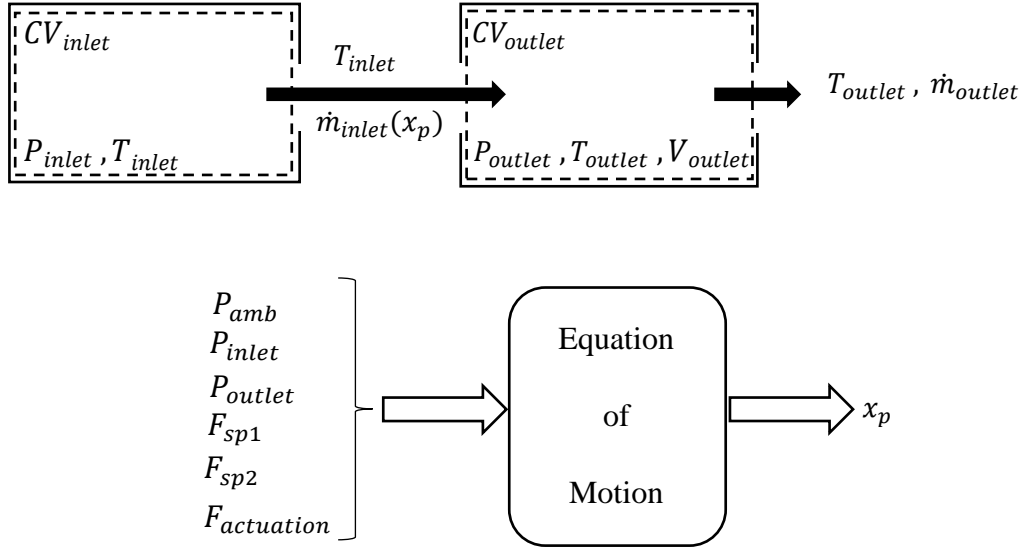 CV_inlet
T_inlet
ṁ_inlet(x_p)
P_inlet , T_inlet
CV_outlet
P_outlet , T_outlet , V_outlet
T_outlet , ṁ_outlet
P_amb
P_inlet
P_outlet
F_sp1
F_sp2
F_actuation
Equation
of
Motion
x_p